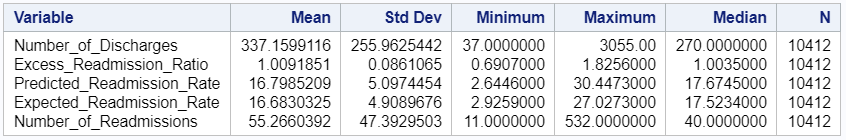 Variable Mean Std Dev Minimum Maximum Median N
Number_of_Discharges 337.1599116 255.9625442 37.0000000 3055.00 270.0000000 10412
Excess_Readmission_Ratio 1.0091851 0.0861065 0.6907000 1.8256000 1.0035000 10412
Predicted_Readmission_Rate 16.7985209 5.0974454 2.6446000 30.4473000 17.6745000 10412
Expected_Readmission_Rate 16.6830325 4.9089676 2.9259000 27.0273000 17.5234000 10412
Number_of_Readmissions 55.2660392 47.3929503 11.0000000 532.0000000 40.0000000 10412